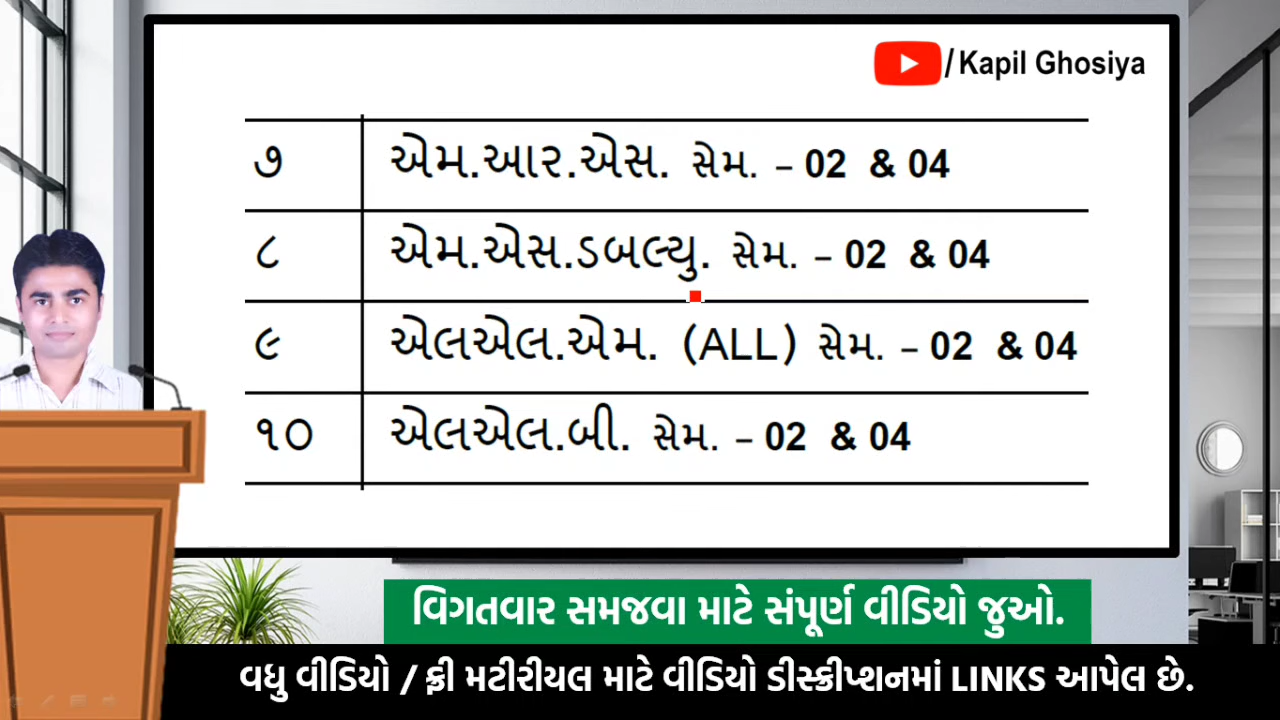 /Kapil Ghosiya
૭ એમ.આર.એસ. સેમ. – 02 & 04
૮ એમ.એસ.ડબલ્યુ. સેમ. – 02 & 04
૯ એલએલ.એમ. (ALL) સેમ. – 02 & 04
૧૦ એલએલ.બી. સેમ. – 02 & 04
વિગતવાર સમજવા માટે સંપૂર્ણ વીડિયો જુઓ.
વધુ વીડિયો / ફ્રી મટીરીયલ માટે વીડિયો ડીસ્ક્રીપ્શનમાં LINKS આપેલ છે.